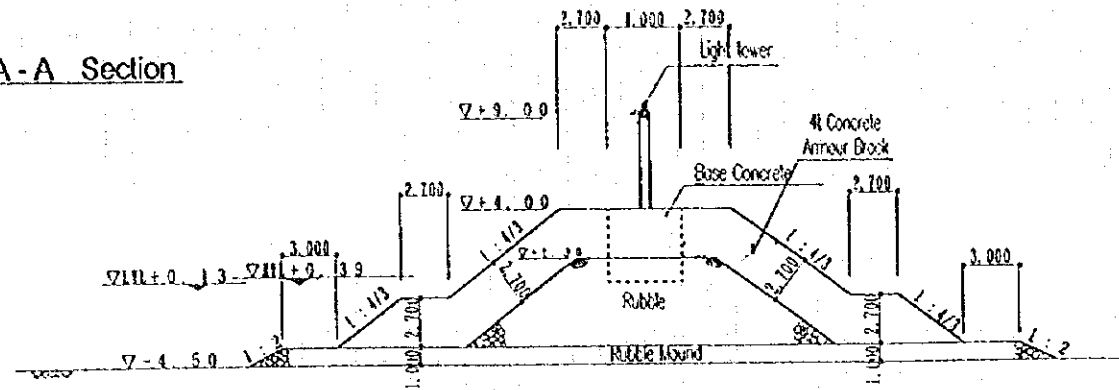 A-A Section
2.700 1.000 2.700
Light Tower
▽+9.00
4t Concrete
Armour Brock
Base Concrete
2.700
▽+4.00
2,700
1:4/3
1:4/3
3.000
2.700
2.700
3.000
1:4/3
Rubble
1:4/3
2.700
2.700
1:2
1:2
▽-4.50
Rubble Mound
1.000
1.000